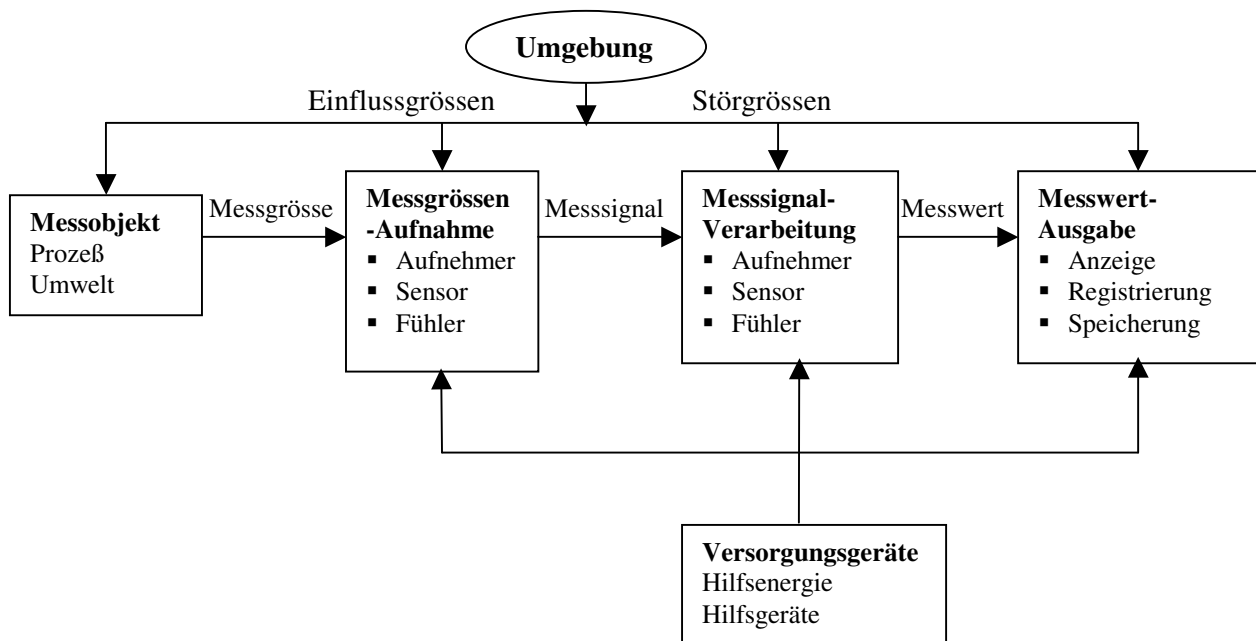 Umgebung
Einflussgrössen
Störgrössen
Messobjekt
Prozeß
Umwelt
Messgrösse
Messgrössen
-Aufnahme
▪ Aufnehmer
▪ Sensor
▪ Fühler
Messsignal
Messsignal-
Verarbeitung
▪ Aufnehmer
▪ Sensor
▪ Fühler
Messwert
Messwert-
Ausgabe
▪ Anzeige
▪ Registrierung
▪ Speicherung
Versorgungsgeräte
Hilfsenergie
Hilfsgeräte